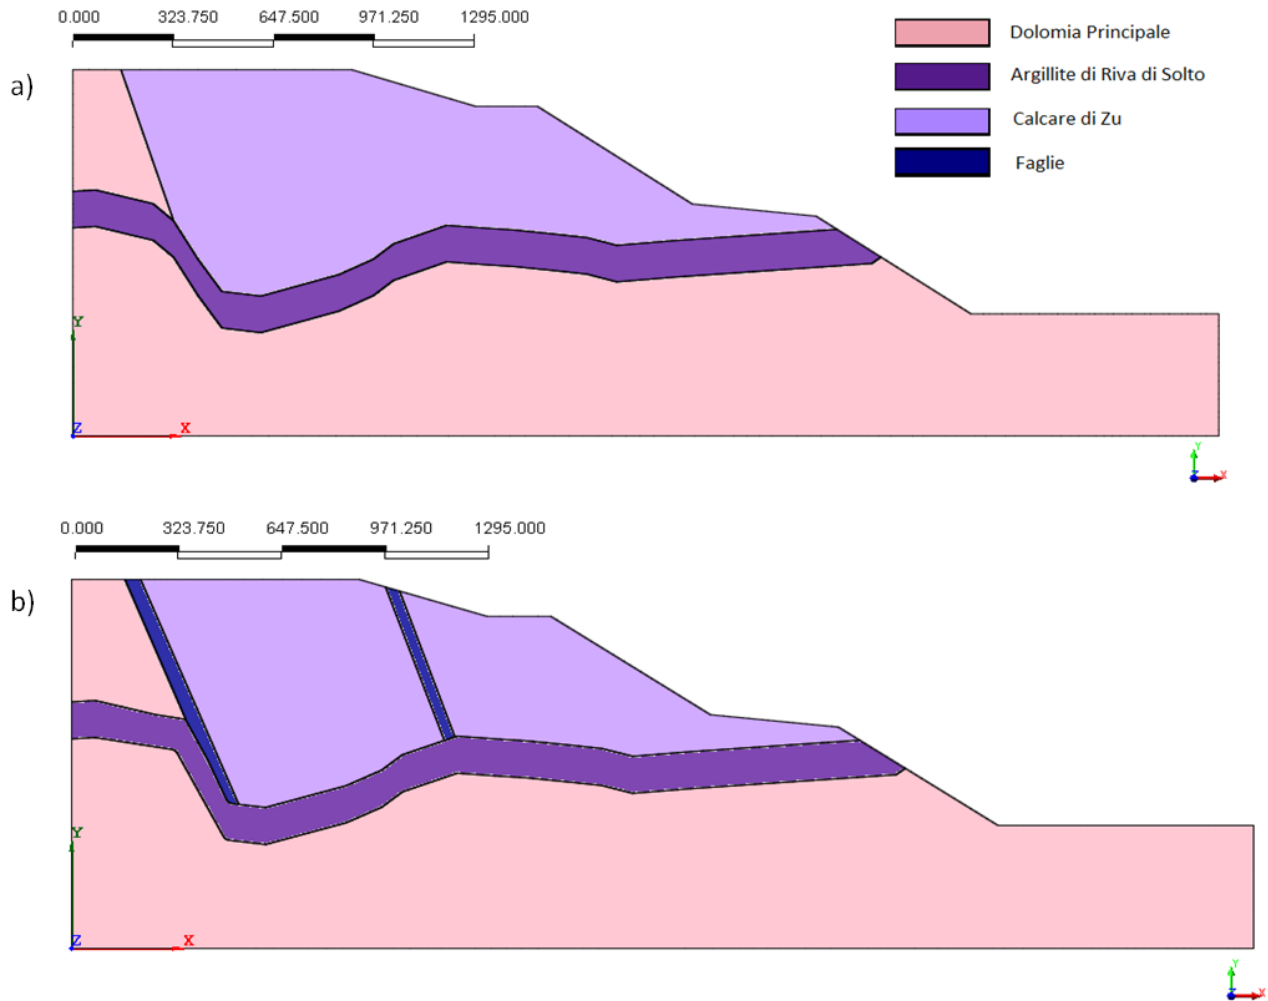 0.000 323.750 647.500 971.250 1295.000
a)
Dolomia Principale
Argillite di Riva di Solto
Calcare di Zu
Faglie
Y
Z X
Y
Z X
0.000 323.750 647.500 971.250 1295.000
b)
Y
Z X
Y
X